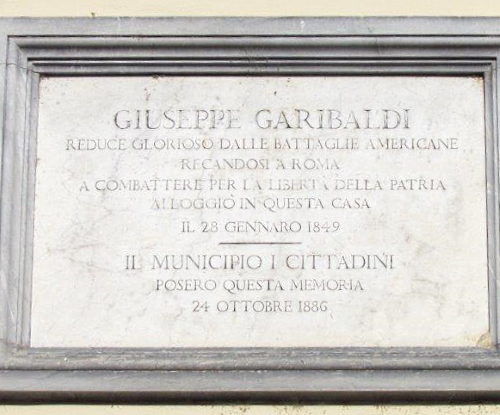 GIUSEPPE GARIBALDI
REDUCE GLORIOSO DALLE BATTAGLIE AMERICANE
RECANDOSI A ROMA
A COMBATTERE PER LA LIBERTÀ DELLA PATRIA
ALLOGGIÒ IN QUESTA CASA
IL 28 GENNARO 1849
IL MUNICIPIO I CITTADINI
POSERO QUESTA MEMORIA
24 OTTOBRE 1886